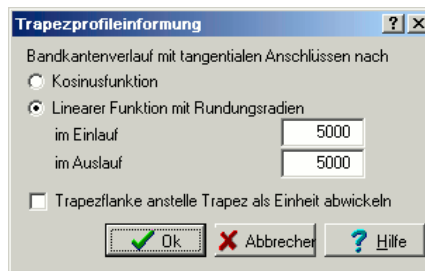 Trapezprofileinformung
Bandkantenverlauf mit tangentialen Anschlüssen nach
Kosinusfunktion
Linearer Funktion mit Rundungsradien
im Einlauf 5000
im Auslauf 5000
Trapezflanke anstelle Trapez als Einheit abwickeln
Ok Abbrechen Hilfe